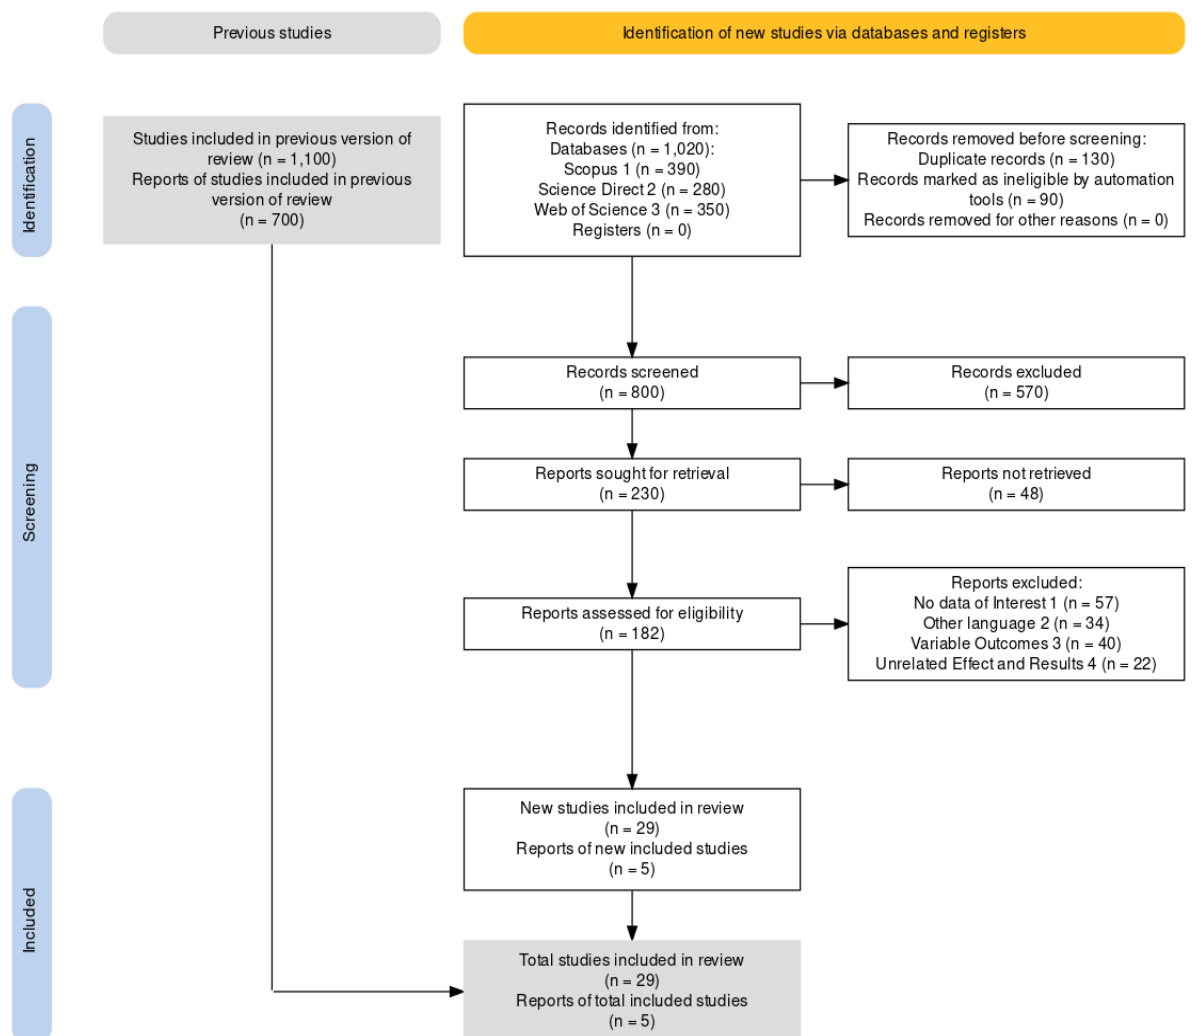 Previous studies
Identification of new studies via databases and registers
Identification
Studies included in previous version of
review (n = 1,100)
Reports of studies included in previous
version of review
(n = 700)
Records identified from:
Databases (n = 1,020):
Scopus 1 (n = 390)
Science Direct 2 (n = 280)
Web of Science 3 (n = 350)
Registers (n = 0)
Records removed before screening:
Duplicate records (n = 130)
Records marked as ineligible by automation
tools (n = 90)
Records removed for other reasons (n = 0)
Screening
Records screened
(n = 800)
Records excluded
(n = 570)
Reports sought for retrieval
(n = 230)
Reports not retrieved
(n = 48)
Reports assessed for eligibility
(n = 182)
Reports excluded:
No data of Interest 1 (n = 57)
Other language 2 (n = 34)
Variable Outcomes 3 (n = 40)
Unrelated Effect and Results 4 (n = 22)
Included
New studies included in review
(n = 29)
Reports of new included studies
(n = 5)
Total studies included in review
(n = 29)
Reports of total included studies
(n = 5)